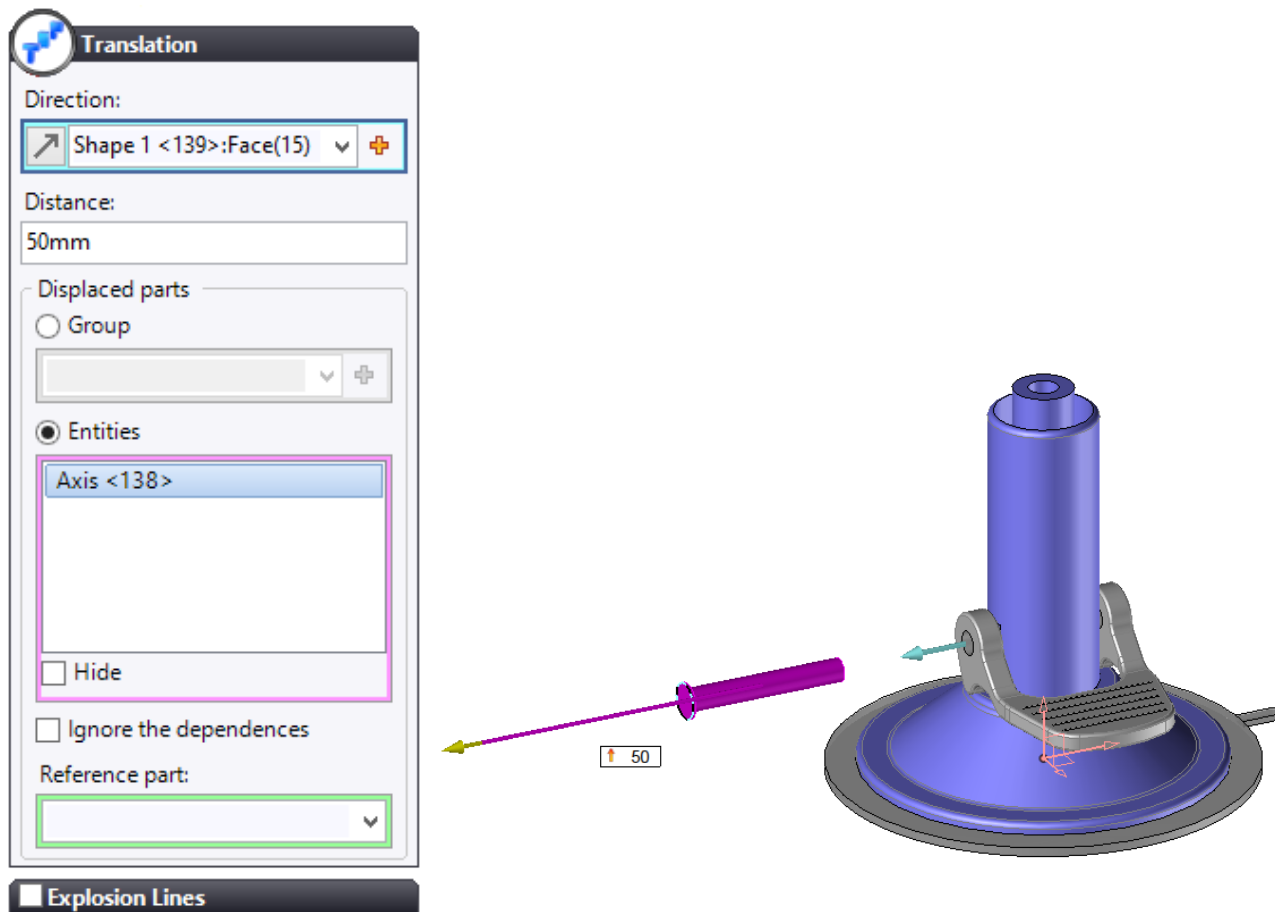 Translation
Direction:
Shape 1 <139>:Face(15)
Distance:
50mm
Displaced parts
Group
Entities
Axis <138>
Hide
Ignore the dependences
Reference part:
Explosion Lines
50